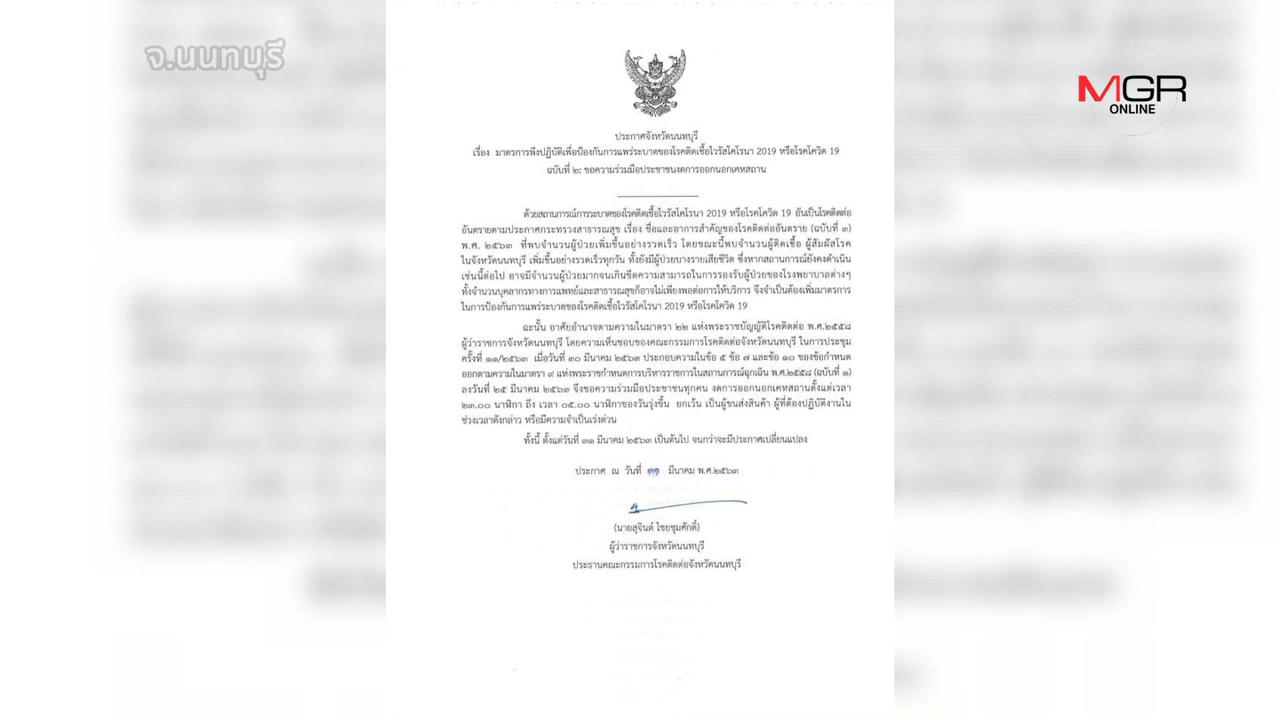 จ.นนทบุรี
MGR
ONLINE
ประกาศจังหวัดนนทบุรี
เรื่อง มาตรการพึงปฏิบัติเพื่อป้องกันการแพร่ระบาดของโรคติดเชื้อไวรัสโคโรนา 2019 หรือโรคโควิด 19
ฉบับที่ ๒: ขอความร่วมมือประชาชนงดการออกนอกเคหสถาน
ด้วยสถานการณ์การระบาดของโรคติดเชื้อไวรัสโคโรนา 2019 หรือโรคโควิด 19 อันเป็นโรคติดต่อ
อันตรายตามประกาศกระทรวงสาธารณสุข เรื่อง ชื่อและอาการสำคัญของโรคติดต่ออันตราย (ฉบับที่ ๓)
พ.ศ. ๒๕๖๓ ที่พบจำนวนผู้ป่วยเพิ่มขึ้นอย่างรวดเร็ว โดยขณะนี้พบจำนวนผู้ติดเชื้อ ผู้สัมผัสโรค
ในจังหวัดนนทบุรี เพิ่มขึ้นอย่างรวดเร็วทุกวัน ทั้งยังมีผู้ป่วยบางรายเสียชีวิต ซึ่งหากสถานการณ์ยังคงดำเนิน
เช่นนี้ต่อไป อาจมีจำนวนผู้ป่วยมากจนเกินขีดความสามารถในการรองรับผู้ป่วยของโรงพยาบาลต่างๆ
ทั้งจำนวนบุคลากรทางการแพทย์และสาธารณสุขก็อาจไม่เพียงพอต่อการให้บริการ จึงจำเป็นต้องเพิ่มมาตรการ
ในการป้องกันการแพร่ระบาดของโรคติดเชื้อไวรัสโคโรนา 2019 หรือโรคโควิด 19
ฉะนั้น อาศัยอำนาจตามความในมาตรา ๒๒ แห่งพระราชบัญญัติโรคติดต่อ พ.ศ.๒๕๕๘
ผู้ว่าราชการจังหวัดนนทบุรี โดยความเห็นชอบของคณะกรรมการโรคติดต่อจังหวัดนนทบุรี ในการประชุม
ครั้งที่ ๑๑/๒๕๖๓ เมื่อวันที่ ๓๐ มีนาคม ๒๕๖๓ ประกอบความในข้อ ๕ ข้อ ๗ และข้อ ๑๐ ของข้อกำหนด
ออกตามความในมาตรา ๙ แห่งพระราชกำหนดการบริหารราชการในสถานการณ์ฉุกเฉิน พ.ศ.๒๕๕๘ (ฉบับที่ ๑)
ลงวันที่ ๒๕ มีนาคม ๒๕๖๓ จึงขอความร่วมมือประชาชนทุกคน งดการออกนอกเคหสถานตั้งแต่เวลา
๒๓.๐๐ นาฬิกา ถึง เวลา ๐๕.๐๐ นาฬิกาของวันรุ่งขึ้น ยกเว้น เป็นผู้ขนส่งสินค้า ผู้ที่ต้องปฏิบัติงานใน
ช่วงเวลาดังกล่าว หรือมีความจำเป็นเร่งด่วน
ทั้งนี้ ตั้งแต่วันที่ ๓๑ มีนาคม ๒๕๖๓ เป็นต้นไป จนกว่าจะมีประกาศเปลี่ยนแปลง
ประกาศ ณ วันที่ ๓๑ มีนาคม พ.ศ.๒๕๖๓
(นายสุจินต์ ไชยชุมศักดิ์)
ผู้ว่าราชการจังหวัดนนทบุรี
ประธานคณะกรรมการโรคติดต่อจังหวัดนนทบุรี